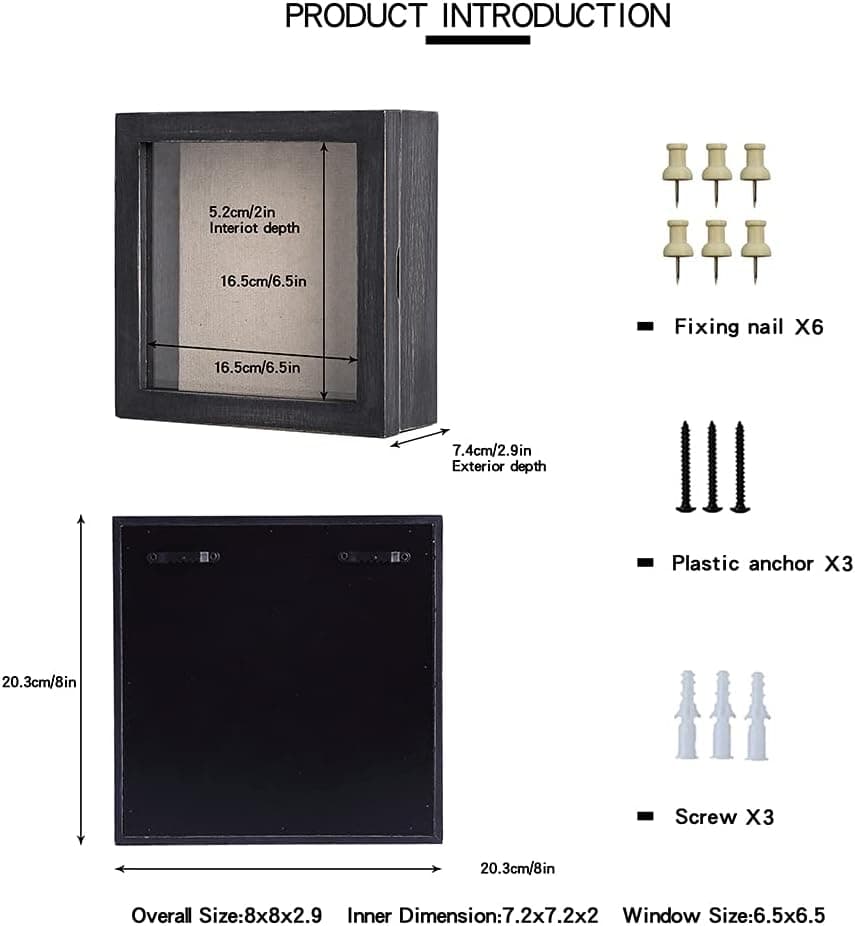 PRODUCT INTRODUCTION
5.2cm/2in
Interiot depth
16.5cm/6.5in
16.5cm/6.5in
7.4cm/2.9in
Exterior depth
Fixing nail X6
Plastic anchor X3
20.3cm/8in
Screw X3
20.3cm/8in
Overall Size:8x8x2.9 Inner Dimension:7.2x7.2x2 Window Size:6.5x6.5